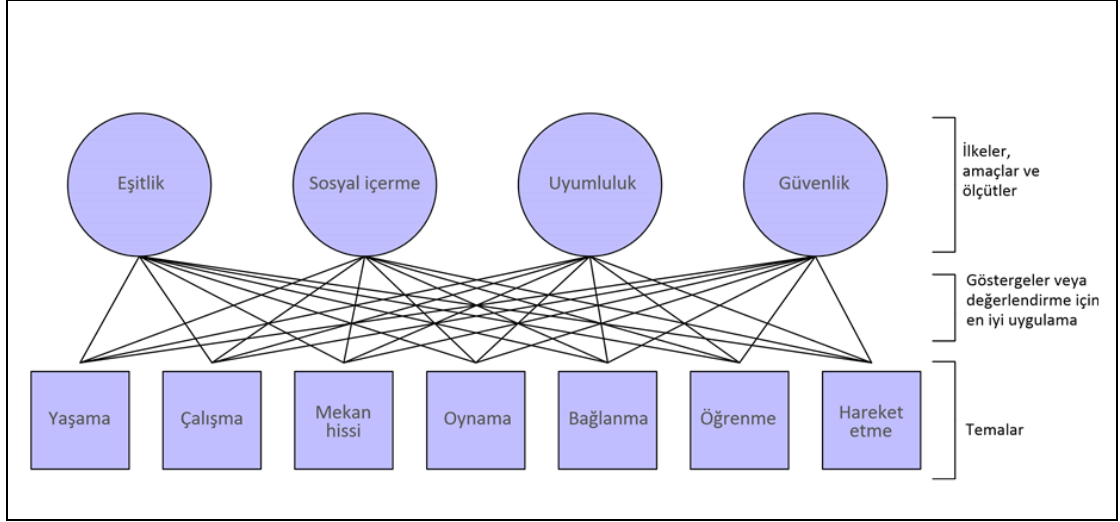 Eşitlik
Sosyal içerme
Uyumluluk
Güvenlik
İlkeler,
amaçlar ve
ölçütler
Göstergeler veya
değerlendirme için
en iyi uygulama
Yaşama
Çalışma
Mekan
hissi
Oynama
Bağlanma
Öğrenme
Hareket
etme
Temalar